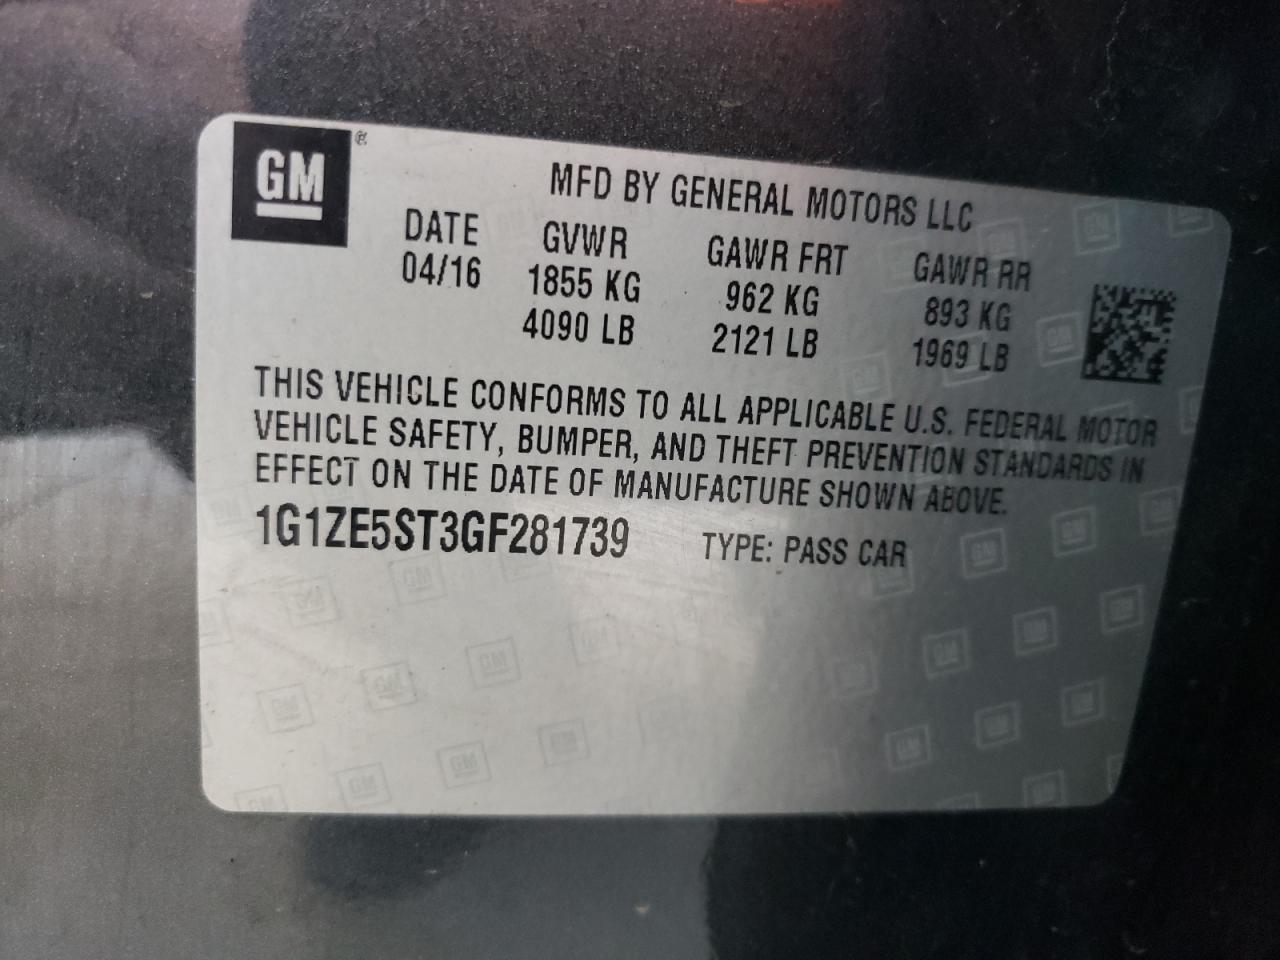 GM ®
MFD BY GENERAL MOTORS LLC
DATE GVWR GAWR FRT GAWR RR
04/16 1855 KG 962 KG 893 KG
4090 LB 2121 LB 1969 LB
THIS VEHICLE CONFORMS TO ALL APPLICABLE U.S. FEDERAL MOTOR
VEHICLE SAFETY, BUMPER, AND THEFT PREVENTION STANDARDS IN
EFFECT ON THE DATE OF MANUFACTURE SHOWN ABOVE.
1G1ZE5ST3GF281739 TYPE: PASS CAR